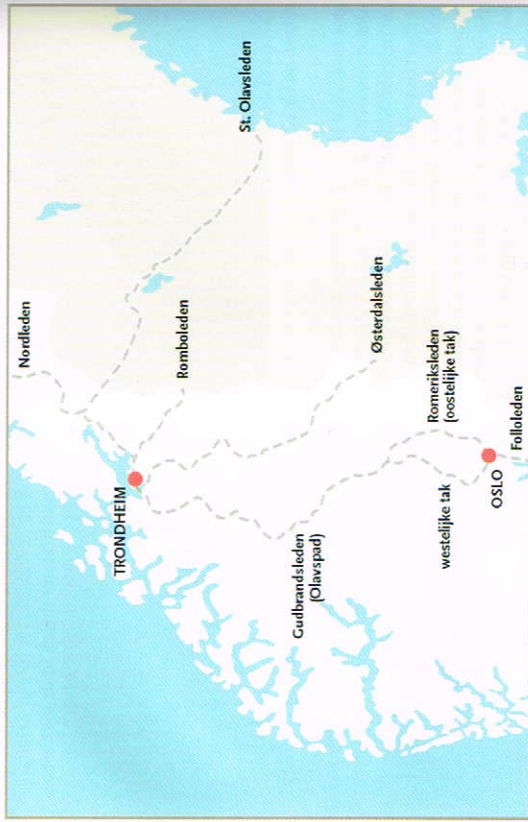 Nordleden
TRONDHEIM
Romboleden
St. Olavsleden
Gudbrandsleden
(Olavspad)
Østerdalsleden
Romeriksleden
(oostelijke tak)
westelijke tak
OSLO
Folloleden